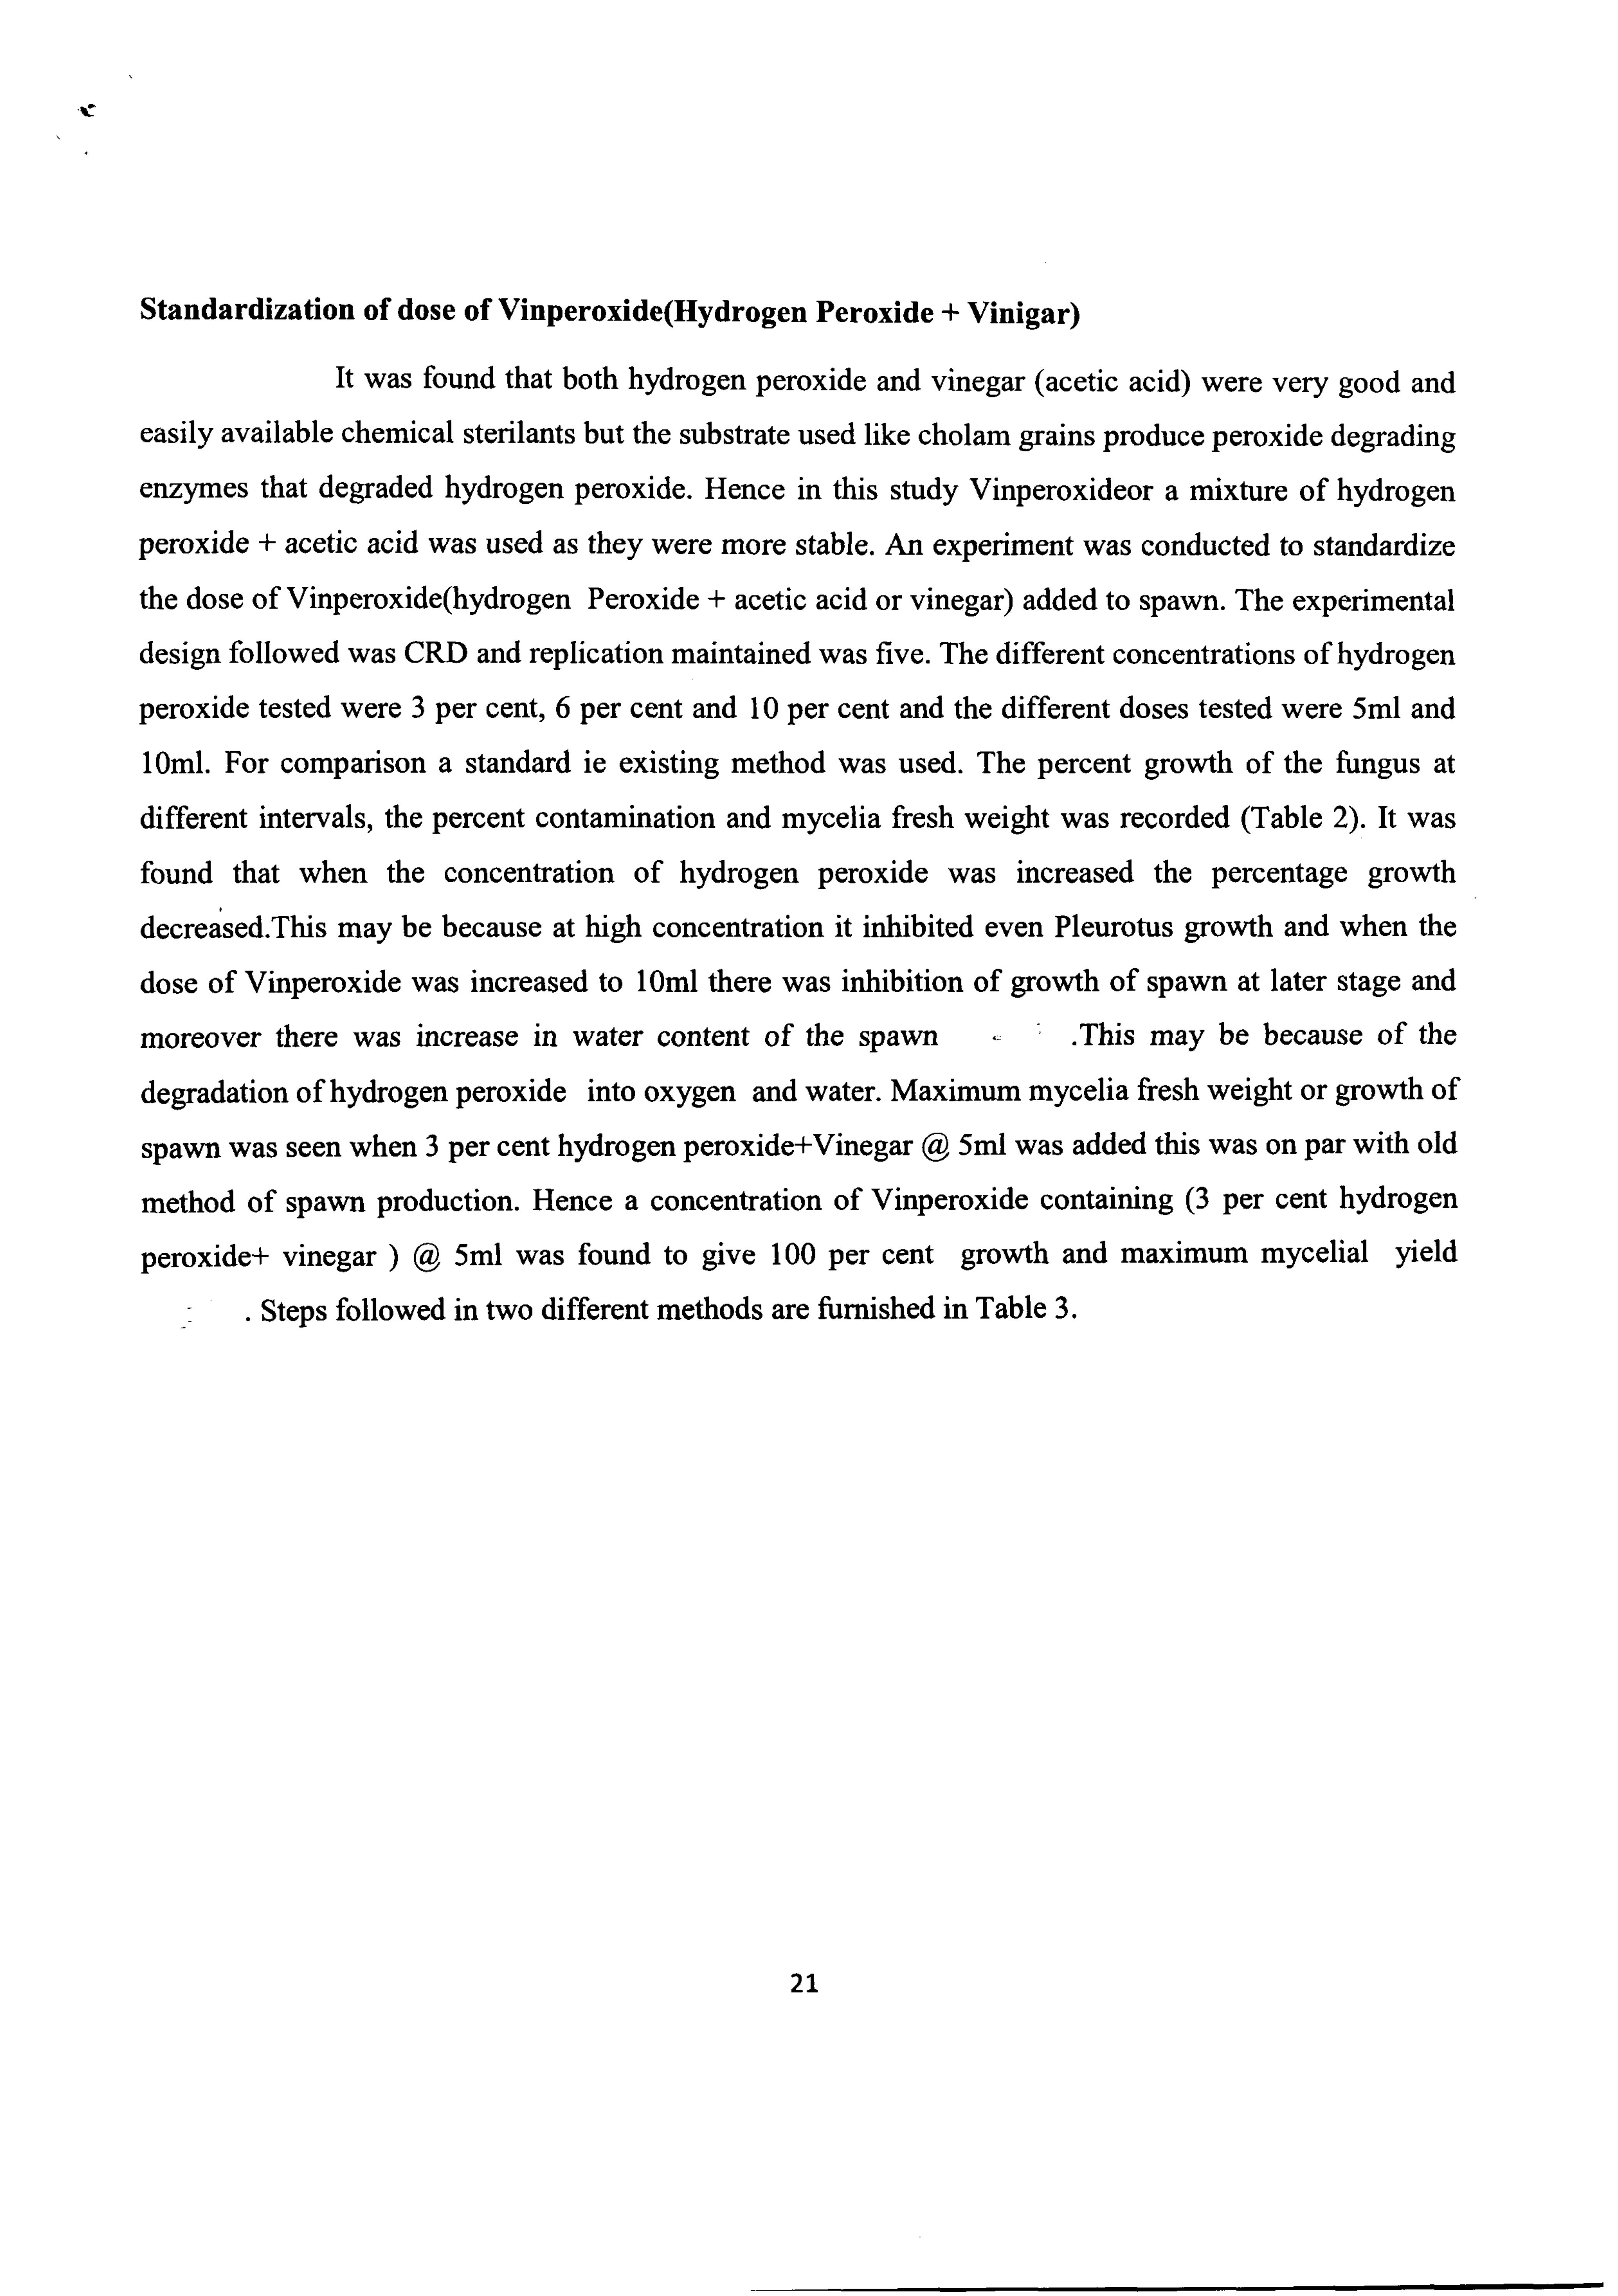 Standardization of dose of Vinperoxide(Hydrogen Peroxide + Vinigar)
It was found that both hydrogen peroxide and vinegar (acetic acid) were very good and
easily available chemical sterilants but the substrate used like cholam grains produce peroxide degrading
enzymes that degraded hydrogen peroxide. Hence in this study Vinperoxideor a mixture of hydrogen
peroxide + acetic acid was used as they were more stable. An experiment was conducted to standardize
the dose of Vinperoxide(hydrogen Peroxide + acetic acid or vinegar) added to spawn. The experimental
design followed was CRD and replication maintained was five. The different concentrations of hydrogen
peroxide tested were 3 per cent, 6 per cent and 10 per cent and the different doses tested were 5ml and
10ml. For comparison a standard ie existing method was used. The percent growth of the fungus at
different intervals, the percent contamination and mycelia fresh weight was recorded (Table 2). It was
found that when the concentration of hydrogen peroxide was increased the percentage growth
decreased.This may be because at high concentration it inhibited even Pleurotus growth and when the
dose of Vinperoxide was increased to 10ml there was inhibition of growth of spawn at later stage and
moreover there was increase in water content of the spawn .This may be because of the
degradation of hydrogen peroxide into oxygen and water. Maximum mycelia fresh weight or growth of
spawn was seen when 3 per cent hydrogen peroxide+Vinegar @ 5ml was added this was on par with old
method of spawn production. Hence a concentration of Vinperoxide containing (3 per cent hydrogen
peroxide+ vinegar ) @ 5ml was found to give 100 per cent growth and maximum mycelial yield
. Steps followed in two different methods are furnished in Table 3.
21